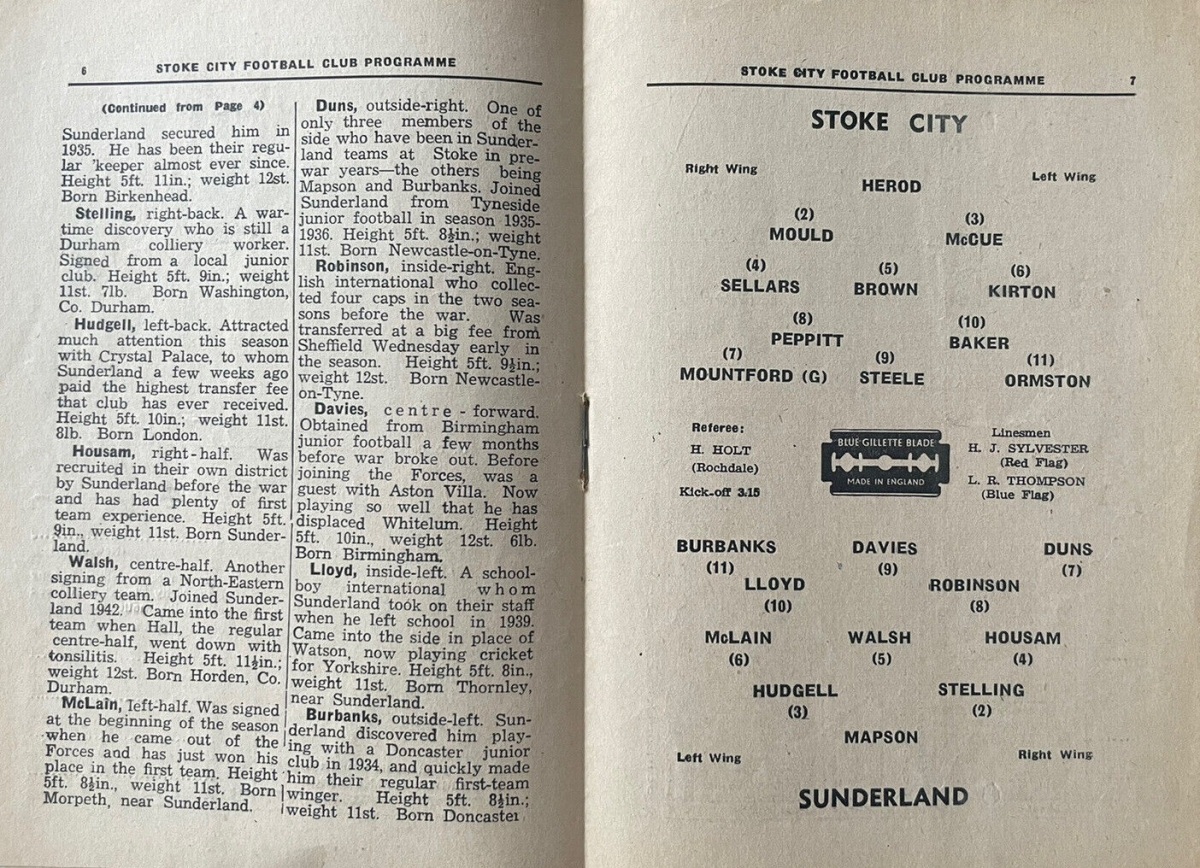 6
STOKE CITY FOOTBALL CLUB PROGRAMME
(Continued from Page 4)
Sunderland secured him in
1935. He has been their regu-
lar 'keeper almost ever since.
Height 5ft. 11in.; weight 12st.
Born Birkenhead.
Stelling, right-back. A war-
time discovery who is still a
Durham colliery worker.
Signed from a local junior
club. Height 5ft. 9in.; weight
11st. 7lb. Born Washington,
Co. Durham.
Hudgell, left-back. Attracted
much attention this season
with Crystal Palace, to whom
Sunderland a few weeks ago
paid the highest transfer fee
that club has ever received.
Height 5ft. 10in.; weight 11st.
8lb. Born London.
Housam, right-half. Was
recruited in their own district
by Sunderland before the war
and has had plenty of first
team experience. Height 5ft.
9in., weight 11st. Born Sunder-
land.
Walsh, centre-half. Another
signing from a North-Eastern
colliery team. Joined Sunder-
land 1942. Came into the first
team when Hall, the regular
centre-half, went down with
tonsilitis. Height 5ft. 11½in.;
weight 12st. Born Horden, Co.
Durham.
McLain, left-half. Was signed
at the beginning of the season
when he came out of the
Forces and has just won his
place in the first team. Height
5ft. 8½in., weight 11st. Born
Morpeth, near Sunderland.
Duns, outside-right. One of
only three members of the
side who have been in Sunder-
land teams at Stoke in pre-
war years—the others being
Mapson and Burbanks. Joined
Sunderland from Tyneside
junior football in season 1935-
1936. Height 5ft. 8½in.; weight
11st. Born Newcastle-on-Tyne.
Robinson, inside-right. Eng-
lish international who collec-
ted four caps in the two sea-
sons before the war. Was
transferred at a big fee from
Sheffield Wednesday early in
the season. Height 5ft. 9½in.;
weight 12st. Born Newcastle-
on-Tyne.
Davies, centre-forward.
Obtained from Birmingham
junior football a few months
before war broke out. Before
joining the Forces, was a
guest with Aston Villa. Now
playing so well that he has
displaced Whitelum. Height
5ft. 10in., weight 12st. 6lb.
Born Birmingham.
Lloyd, inside-left. A school-
boy international whom
Sunderland took on their staff
when he left school in 1939.
Came into the side in place of
Watson, now playing cricket
for Yorkshire. Height 5ft. 8in.,
weight 11st. Born Thornley,
near Sunderland.
Burbanks, outside-left. Sun-
derland discovered him play-
ing with a Doncaster junior
club in 1934, and quickly made
him their regular first-team
winger. Height 5ft. 8½in.;
weight 11st. Born Doncaster
STOKE CITY FOOTBALL CLUB PROGRAMME
7
STOKE CITY
Right Wing
Left Wing
HEROD
(2) (3)
MOULD McCUE
(4) (5) (6)
SELLARS BROWN KIRTON
(8) (10)
PEPPITT BAKER
(7) (9) (11)
MOUNTFORD (G) STEELE ORMSTON
Referee:
H. HOLT
(Rochdale)
Kick-off 3.15
BLUE GILLETTE BLADE
MADE IN ENGLAND
Linesmen
H. J. SYLVESTER
(Red Flag)
L. R. THOMPSON
(Blue Flag)
BURBANKS DAVIES DUNS
(11) (9) (7)
LLOYD ROBINSON
(10) (8)
McLAIN WALSH HOUSAM
(6) (5) (4)
HUDGELL STELLING
(3) (2)
MAPSON
Left Wing
Right Wing
SUNDERLAND